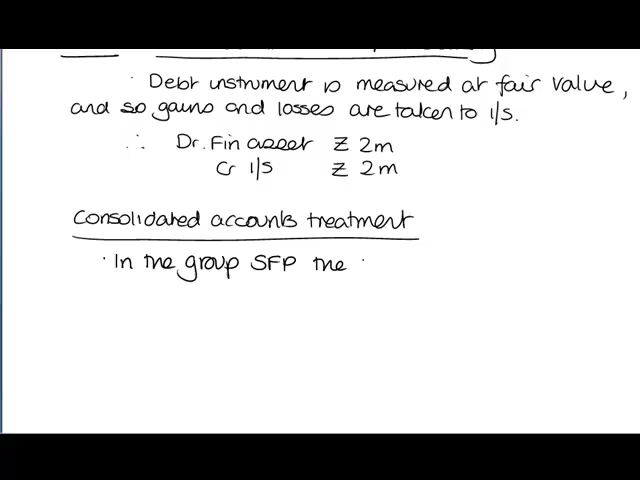 · Debt instrument is measured at fair value,
and so gains and losses are taken to I/S.
∴ Dr. Fin asset Z 2m
Cr I/S Z 2m
Consolidated accounts treatment
· In the group SFP the